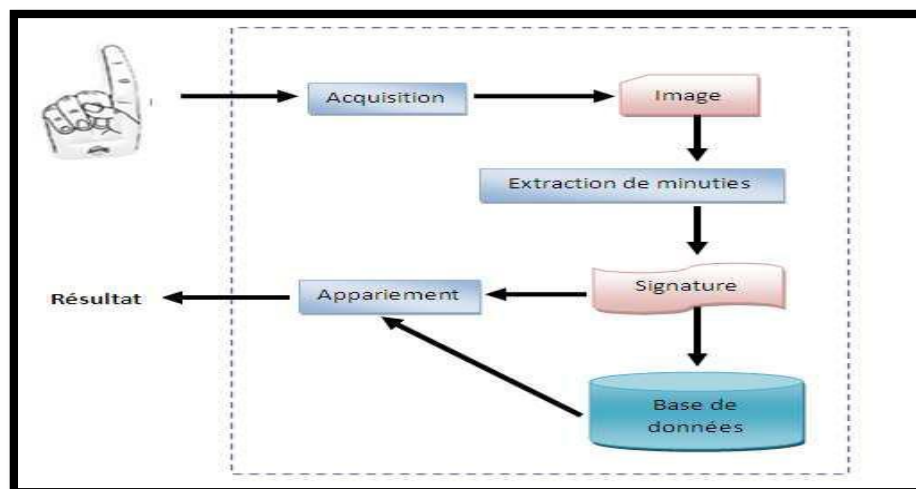 Acquisition
Image
Extraction de minuties
Signature
Appariement
Résultat
Base de
données